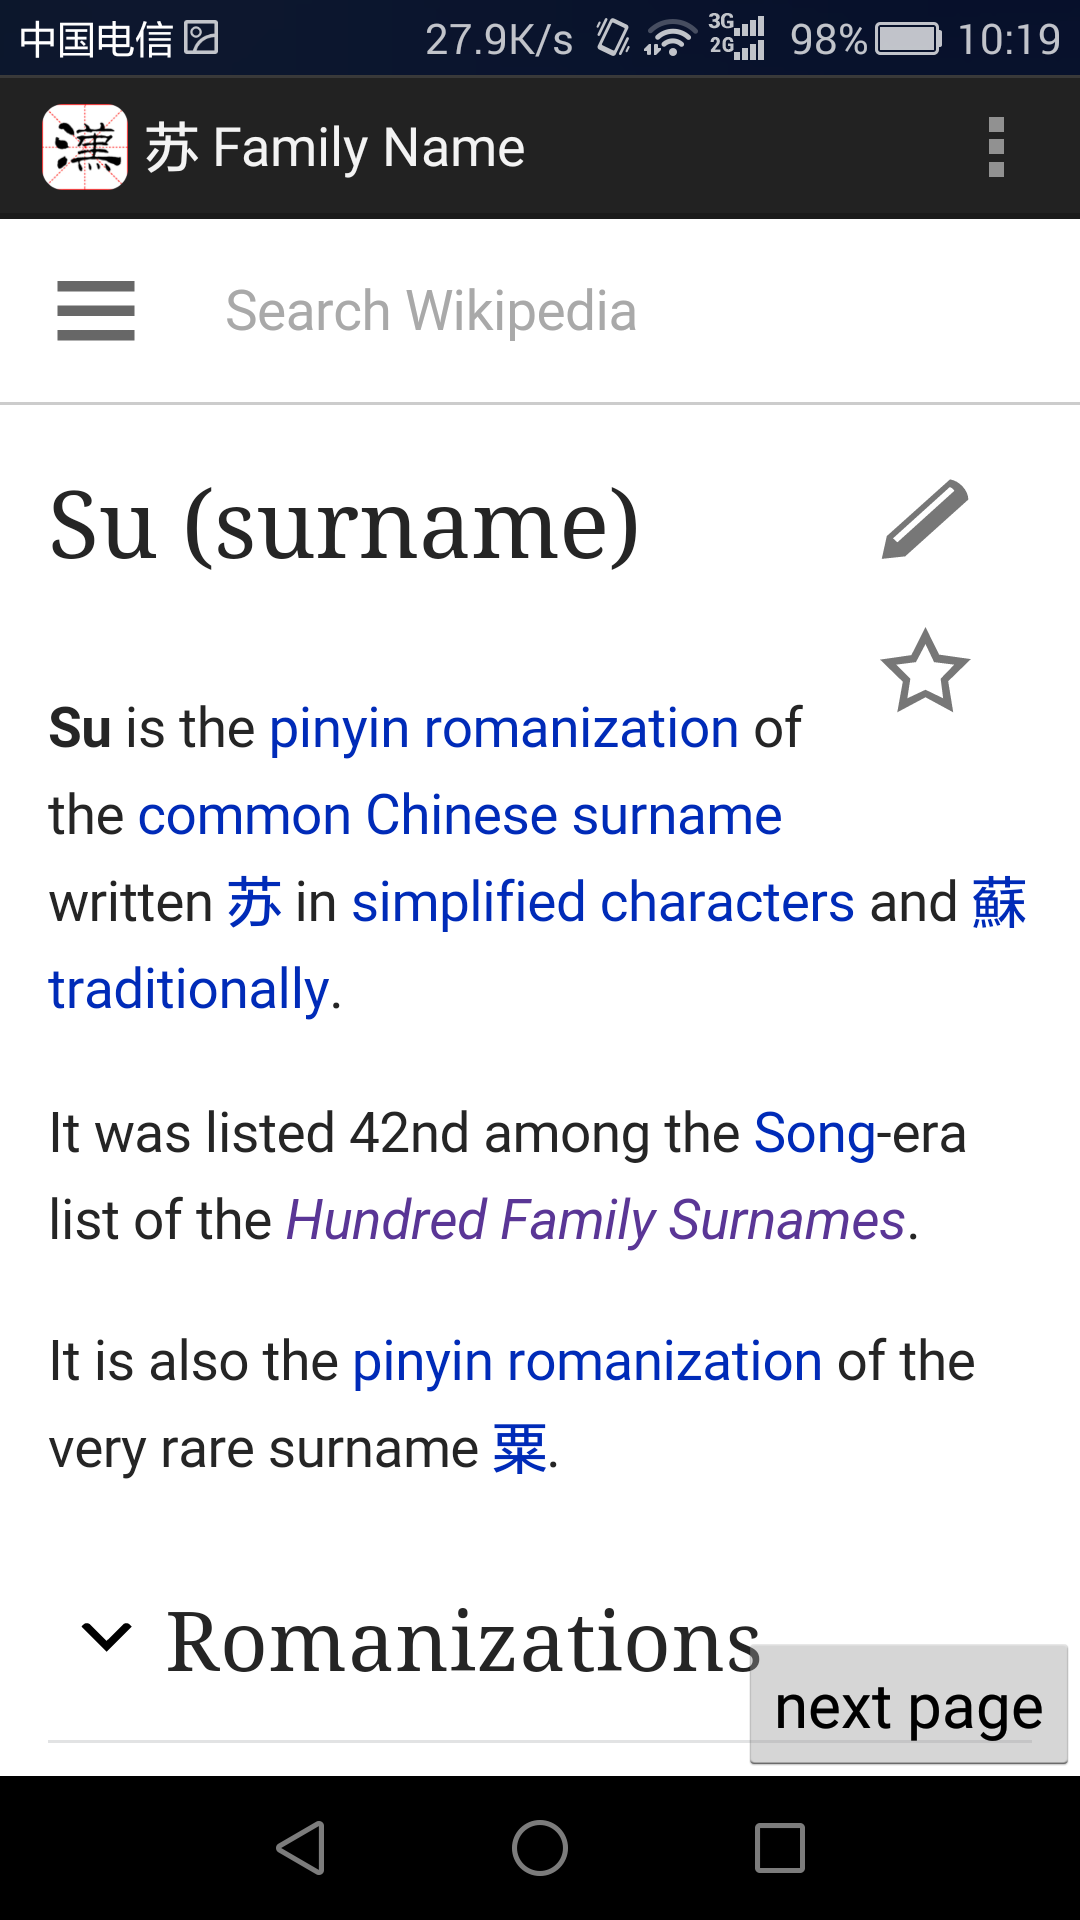 中国电信 27.9K/s 3G 2G 98% 10:19
漢 苏 Family Name
Search Wikipedia
Su (surname)
Su is the pinyin romanization of
the common Chinese surname
written 苏 in simplified characters and 蘇
traditionally.
It was listed 42nd among the Song-era
list of the Hundred Family Surnames.
It is also the pinyin romanization of the
very rare surname 粟.
Romanizations
next page